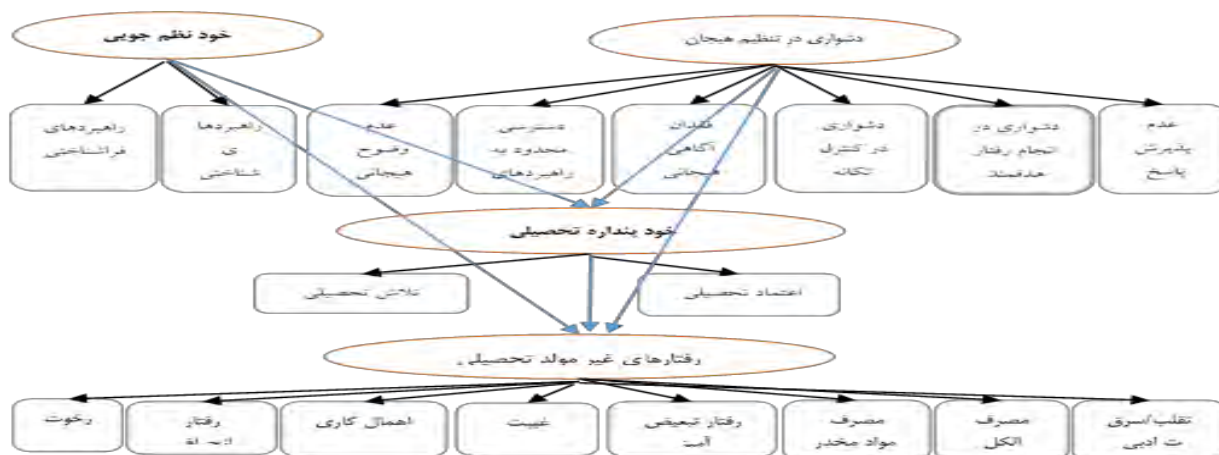 خود نظم جویی
دشواری در تنظیم هیجان
راهبردهای
فراشناختی
راهبردها
ی
شناختی
عدم
وضوح
هیجانی
دسترسی
محدود به
راهبردهای
فقدان
آگاهی
هیجانی
دشواری
در کنترل
تکانه
دشواری در
انجام رفتار
هدفمند
عدم
پذیرش
پاسخ
خود پنداره تحصیلی
تلاش تحصیلی
اعتماد تحصیلی
رفتارهای غیر مولد تحصیلی
رخوت
رفتار
اهمال کاری
غیبت
رفتار تبعیض
مصرف
مواد مخدر
مصرف
الکل
تقلب/سرق
ت ادبی